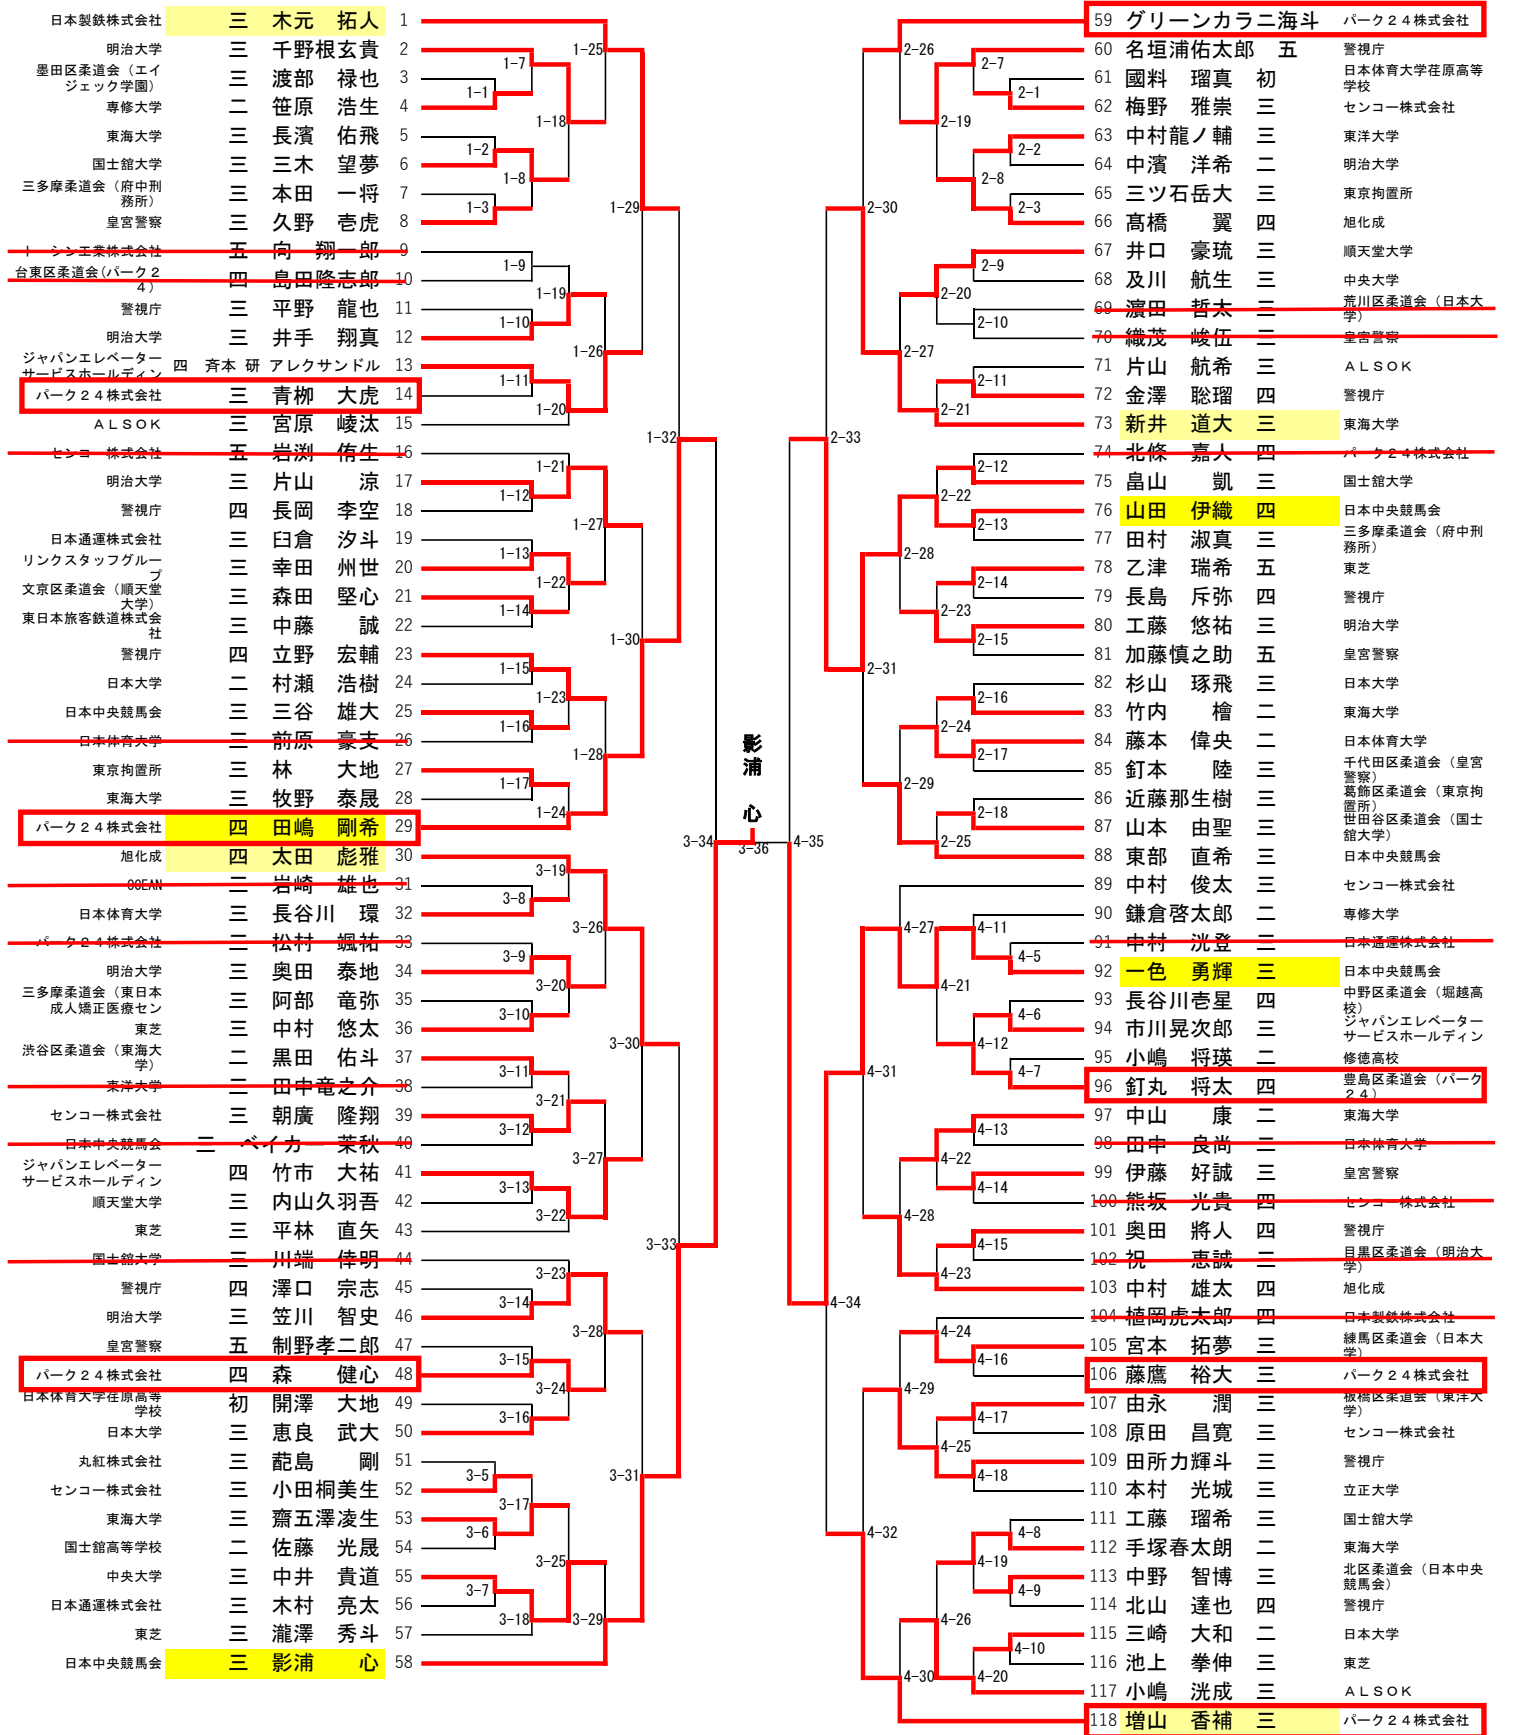 日本製鉄株式会社 三 木元 拓人 1
明治大学 三 千野根玄貴 2
墨田区柔道会（エイジェック学園） 三 渡部 禄也 3
専修大学 二 笹原 浩生 4
東海大学 三 長濱 佑飛 5
国士舘大学 三 三木 望夢 6
三多摩柔道会（府中刑務所） 三 本田 一将 7
皇宮警察 三 久野 壱虎 8
トーシン工業株式会社 五 向 翔一郎 9
台東区柔道会(パーク２４） 四 島田隆志郎 10
警視庁 三 平野 龍也 11
明治大学 三 井手 翔真 12
ジャパンエレベーターサービスホールディン 四 斉本 研 アレクサンドル 13
パーク２４株式会社 三 青栁 大虎 14
ＡＬＳＯＫ 三 宮原 崚汰 15
センコー株式会社 五 岩渕 侑生 16
明治大学 三 片山 涼 17
警視庁 四 長岡 李空 18
日本通運株式会社 三 臼倉 汐斗 19
リンクスタッフグループ 三 幸田 州世 20
文京区柔道会（順天堂大学） 三 森田 堅心 21
東日本旅客鉄道株式会社 三 中藤 誠 22
警視庁 四 立野 宏輔 23
日本大学 二 村瀬 浩樹 24
日本中央競馬会 三 三谷 雄大 25
日本体育大学 三 前原 豪支 26
東京拘置所 三 林 大地 27
東海大学 三 牧野 泰晟 28
パーク２４株式会社 四 田嶋 剛希 29
旭化成 四 太田 彪雅 30
OCEAN 三 岩崎 雄也 31
日本体育大学 三 長谷川 環 32
パーク２４株式会社 三 松村 颯祐 33
明治大学 三 奥田 泰地 34
三多摩柔道会（東日本成人矯正医療セン 三 阿部 竜弥 35
東芝 三 中村 悠太 36
渋谷区柔道会（東海大学） 二 黒田 佑斗 37
東洋大学 三 田中竜之介 38
センコー株式会社 三 朝廣 隆翔 39
日本中央競馬会 三 ベイカー 茉秋 40
ジャパンエレベーターサービスホールディン 四 竹市 大祐 41
順天堂大学 三 内山久羽吾 42
東芝 三 平林 直矢 43
国士舘大学 三 川端 倖明 44
警視庁 四 澤口 宗志 45
明治大学 三 笠川 智史 46
皇宮警察 五 制野孝二郎 47
パーク２４株式会社 四 森 健心 48
日本体育大学荏原高等学校 初 開澤 大地 49
日本大学 三 恵良 武大 50
丸紅株式会社 三 蓜島 剛 51
センコー株式会社 三 小田桐美生 52
東海大学 三 齋五澤凌生 53
国士舘高等学校 二 佐藤 光晟 54
中央大学 三 中井 貴道 55
日本通運株式会社 三 木村 亮太 56
東芝 三 瀧澤 秀斗 57
日本中央競馬会 三 影浦 心 58
1-1
1-2
1-3
1-7
1-8
1-9
1-10
1-11
1-12
1-13
1-14
1-15
1-16
1-17
1-18
1-19
1-20
1-21
1-22
1-23
1-24
1-25
1-26
1-27
1-28
1-29
1-30
1-32
3-5
3-6
3-7
3-8
3-9
3-10
3-11
3-12
3-13
3-14
3-15
3-16
3-17
3-18
3-19
3-20
3-21
3-22
3-23
3-24
3-25
3-26
3-27
3-28
3-29
3-30
3-31
3-33
3-34
影浦 心
3-36
4-35
2-33
4-34
2-30
2-31
4-31
4-32
2-26
2-27
2-28
2-29
4-27
4-28
4-29
4-30
2-19
2-20
2-21
2-22
2-23
2-24
2-25
4-21
4-22
4-23
4-24
4-25
4-26
2-7
2-8
2-9
2-10
2-11
2-12
2-13
2-14
2-15
2-16
2-17
2-18
4-11
4-12
4-13
4-14
4-15
4-16
4-17
4-18
4-19
4-20
2-1
2-2
2-3
4-5
4-6
4-7
4-8
4-9
4-10
59 グリーンカラニ海斗 パーク２４株式会社
60 名垣浦佑太郎 五 警視庁
61 國料 瑠真 初 日本体育大学荏原高等学校
62 梅野 雅崇 三 センコー株式会社
63 中村龍ノ輔 三 東洋大学
64 中濱 洋希 二 明治大学
65 三ツ石岳大 三 東京拘置所
66 髙橋 翼 四 旭化成
67 井口 豪琉 三 順天堂大学
68 及川 航生 三 中央大学
69 濵田 哲太 三 荒川区柔道会（日本大学）
70 織茂 峻伍 三 皇宮警察
71 片山 航希 三 ＡＬＳＯＫ
72 金澤 聡瑠 四 警視庁
73 新井 道大 三 東海大学
74 北條 嘉人 四 パーク２４株式会社
75 畠山 凱 三 国士舘大学
76 山田 伊織 四 日本中央競馬会
77 田村 淑真 三 三多摩柔道会（府中刑務所）
78 乙津 瑞希 五 東芝
79 長島 斥弥 四 警視庁
80 工藤 悠祐 三 明治大学
81 加藤慎之助 五 皇宮警察
82 杉山 琢飛 三 日本大学
83 竹内 檜 二 東海大学
84 藤本 偉央 二 日本体育大学
85 釘本 陸 三 千代田区柔道会（皇宮警察）
86 近藤那生樹 三 葛飾区柔道会（東京拘置所）
87 山本 由聖 三 世田谷区柔道会（国士舘大学）
88 東部 直希 三 日本中央競馬会
89 中村 俊太 三 センコー株式会社
90 鎌倉啓太郎 二 専修大学
91 中村 洸登 三 日本通運株式会社
92 一色 勇輝 三 日本中央競馬会
93 長谷川壱星 四 中野区柔道会（堀越高校）
94 市川晃次郎 三 ジャパンエレベーターサービスホールディン
95 小嶋 将瑛 二 修徳高校
96 釘丸 将太 四 豊島区柔道会（パーク２４）
97 中山 康 二 東海大学
98 田中 良尚 二 日本体育大学
99 伊藤 好誠 三 皇宮警察
100 熊坂 光貴 四 センコー株式会社
101 奥田 將人 四 警視庁
102 祝 恵誠 三 目黒区柔道会（明治大学）
103 中村 雄太 四 旭化成
104 植岡虎太郎 四 日本製鉄株式会社
105 宮本 拓夢 三 練馬区柔道会（日本大学）
106 藤鷹 裕大 三 パーク２４株式会社
107 由永 潤 三 板橋区柔道会（東洋大学）
108 原田 昌寛 三 センコー株式会社
109 田所力輝斗 三 警視庁
110 本村 光城 三 立正大学
111 工藤 瑠希 三 国士舘大学
112 手塚春太朗 二 東海大学
113 中野 智博 三 北区柔道会（日本中央競馬会）
114 北山 達也 四 警視庁
115 三崎 大和 二 日本大学
116 池上 拳伸 三 東芝
117 小嶋 洸成 三 ＡＬＳＯＫ
118 増山 香補 三 パーク２４株式会社